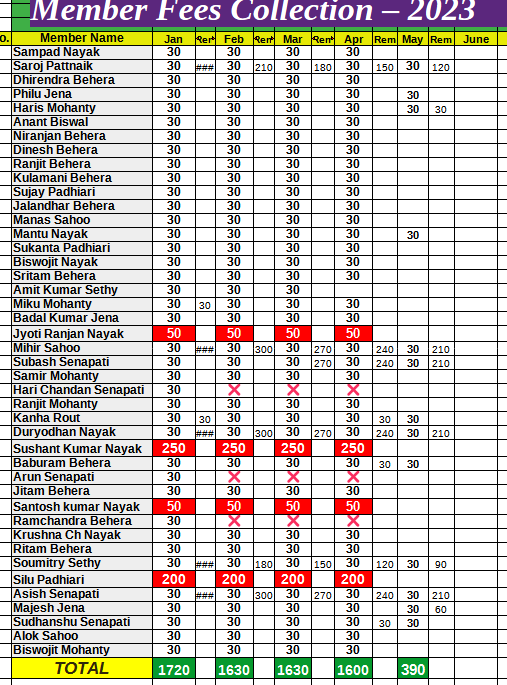 Member Fees Collection – 2023
o. Member Name Jan Rem Feb Rem Mar Rem Apr Rem May Rem June
Sampad Nayak 30 30 30 30
Saroj Pattnaik 30 ### 30 210 30 180 30 150 30 120
Dhirendra Behera 30 30 30 30
Philu Jena 30 30 30 30 30
Haris Mohanty 30 30 30 30 30 30
Anant Biswal 30 30 30 30
Niranjan Behera 30 30 30 30
Dinesh Behera 30 30 30 30
Ranjit Behera 30 30 30 30
Kulamani Behera 30 30 30 30
Sujay Padhiari 30 30 30 30
Jalandhar Behera 30 30 30 30
Manas Sahoo 30 30 30 30
Mantu Nayak 30 30 30 30 30
Sukanta Padhiari 30 30 30 30
Biswojit Nayak 30 30 30 30
Sritam Behera 30 30 30 30
Amit Kumar Sethy 30 30 30
Miku Mohanty 30 30 30 30 30
Badal Kumar Jena 30 30 30 30
Jyoti Ranjan Nayak 50 50 50 50
Mihir Sahoo 30 ### 30 300 30 270 30 240 30 210
Subash Senapati 30 30 30 270 30 240 30 210
Samir Mohanty 30 30 30 30
Hari Chandan Senapati 30 ❌ ❌ ❌
Ranjit Mohanty 30 30 30 30
Kanha Rout 30 30 30 30 30 30 30
Duryodhan Nayak 30 ### 30 300 30 270 30 240 30 210
Sushant Kumar Nayak 250 250 250 250
Baburam Behera 30 30 30 30 30 30
Arun Senapati 30 ❌ ❌ ❌
Jitam Behera 30 30 30 30
Santosh kumar Nayak 50 50 50 50
Ramchandra Behera 30 ❌ ❌ ❌
Krushna Ch Nayak 30 30 30 30
Ritam Behera 30 30 30 30
Soumitry Sethy 30 ### 30 180 30 150 30 120 30 90
Silu Padhiari 200 200 200 200
Asish Senapati 30 ### 30 300 30 270 30 240 30 210
Majesh Jena 30 30 30 30 30 60
Sudhanshu Senapati 30 30 30 30 30 30
Alok Sahoo 30 30 30 30
Biswojit Mohanty 30 30 30 30
TOTAL 1720 1630 1630 1600 390